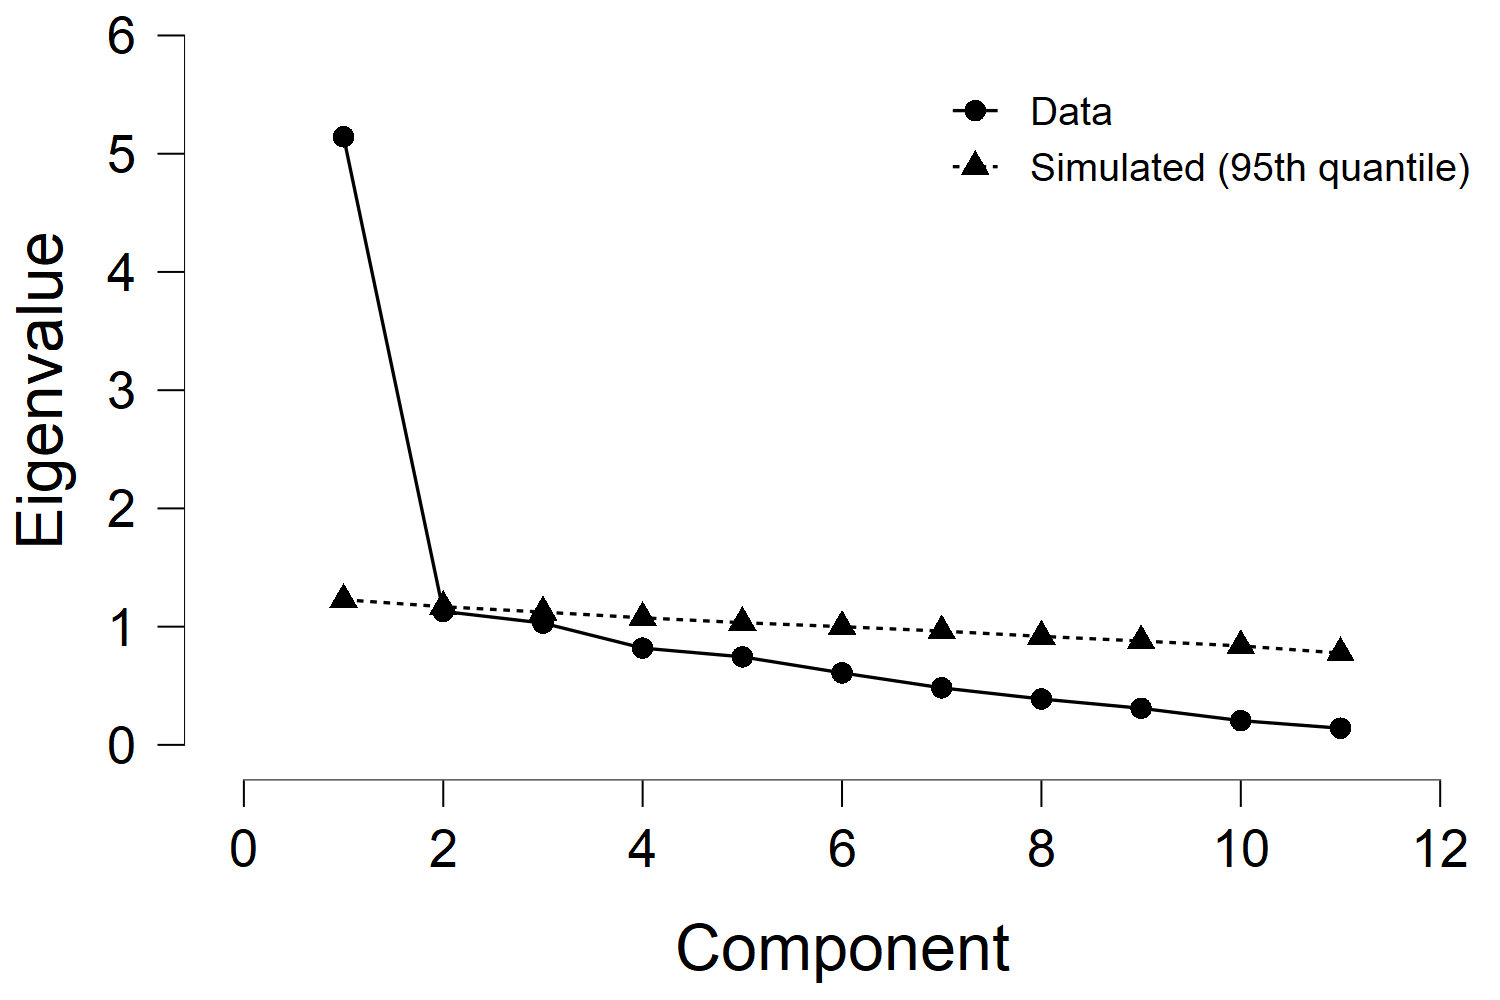 6
5
4
3
2
1
0
Eigenvalue
Data
Simulated (95th quantile)
0 2 4 6 8 10 12
Component